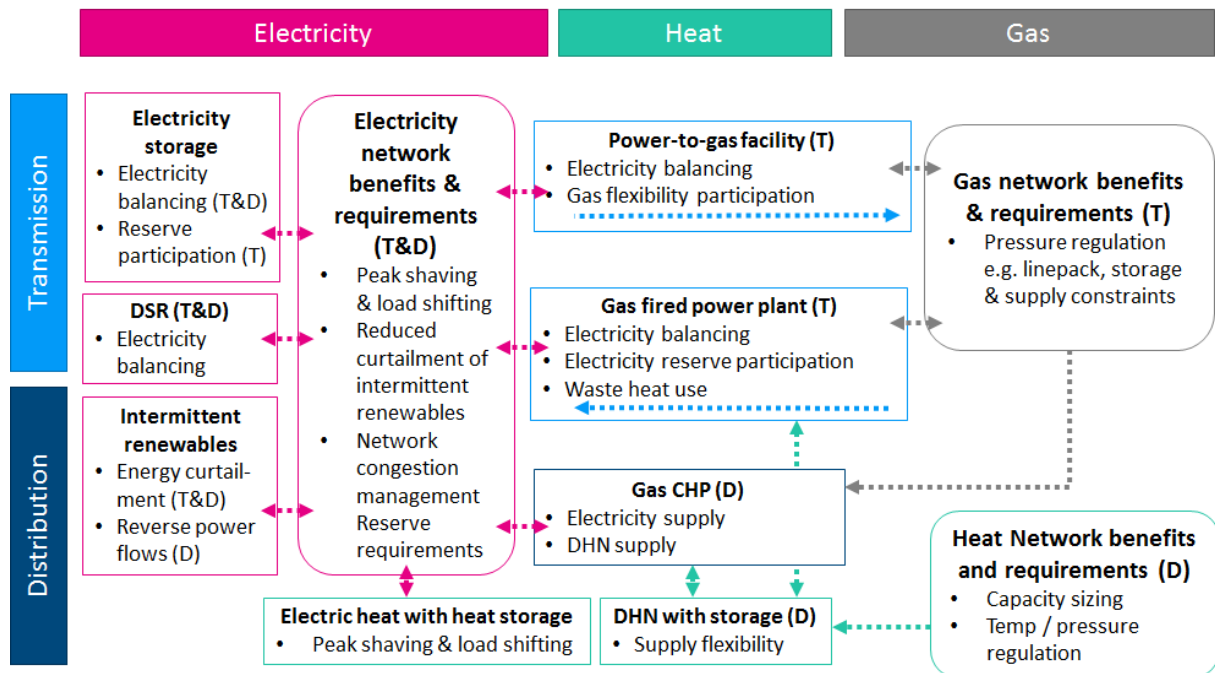 Electricity
Heat
Gas
Transmission
Distribution
Electricity
storage
• Electricity
balancing (T&D)
• Reserve
participation (T)
DSR (T&D)
• Electricity
balancing
Intermittent
renewables
• Energy curtail-
ment (T&D)
• Reverse power
flows (D)
Electricity
network
benefits &
requirements
(T&D)
• Peak shaving
& load shifting
• Reduced
curtailment of
intermittent
renewables
• Network
congestion
management
Reserve
requirements
Electric heat with heat storage
• Peak shaving & load shifting
Power-to-gas facility (T)
• Electricity balancing
• Gas flexibility participation
Gas fired power plant (T)
• Electricity balancing
• Electricity reserve participation
• Waste heat use
Gas CHP (D)
• Electricity supply
• DHN supply
DHN with storage (D)
• Supply flexibility
Gas network benefits
& requirements (T)
• Pressure regulation
e.g. linepack, storage
& supply constraints
Heat Network benefits
and requirements (D)
• Capacity sizing
• Temp / pressure
regulation